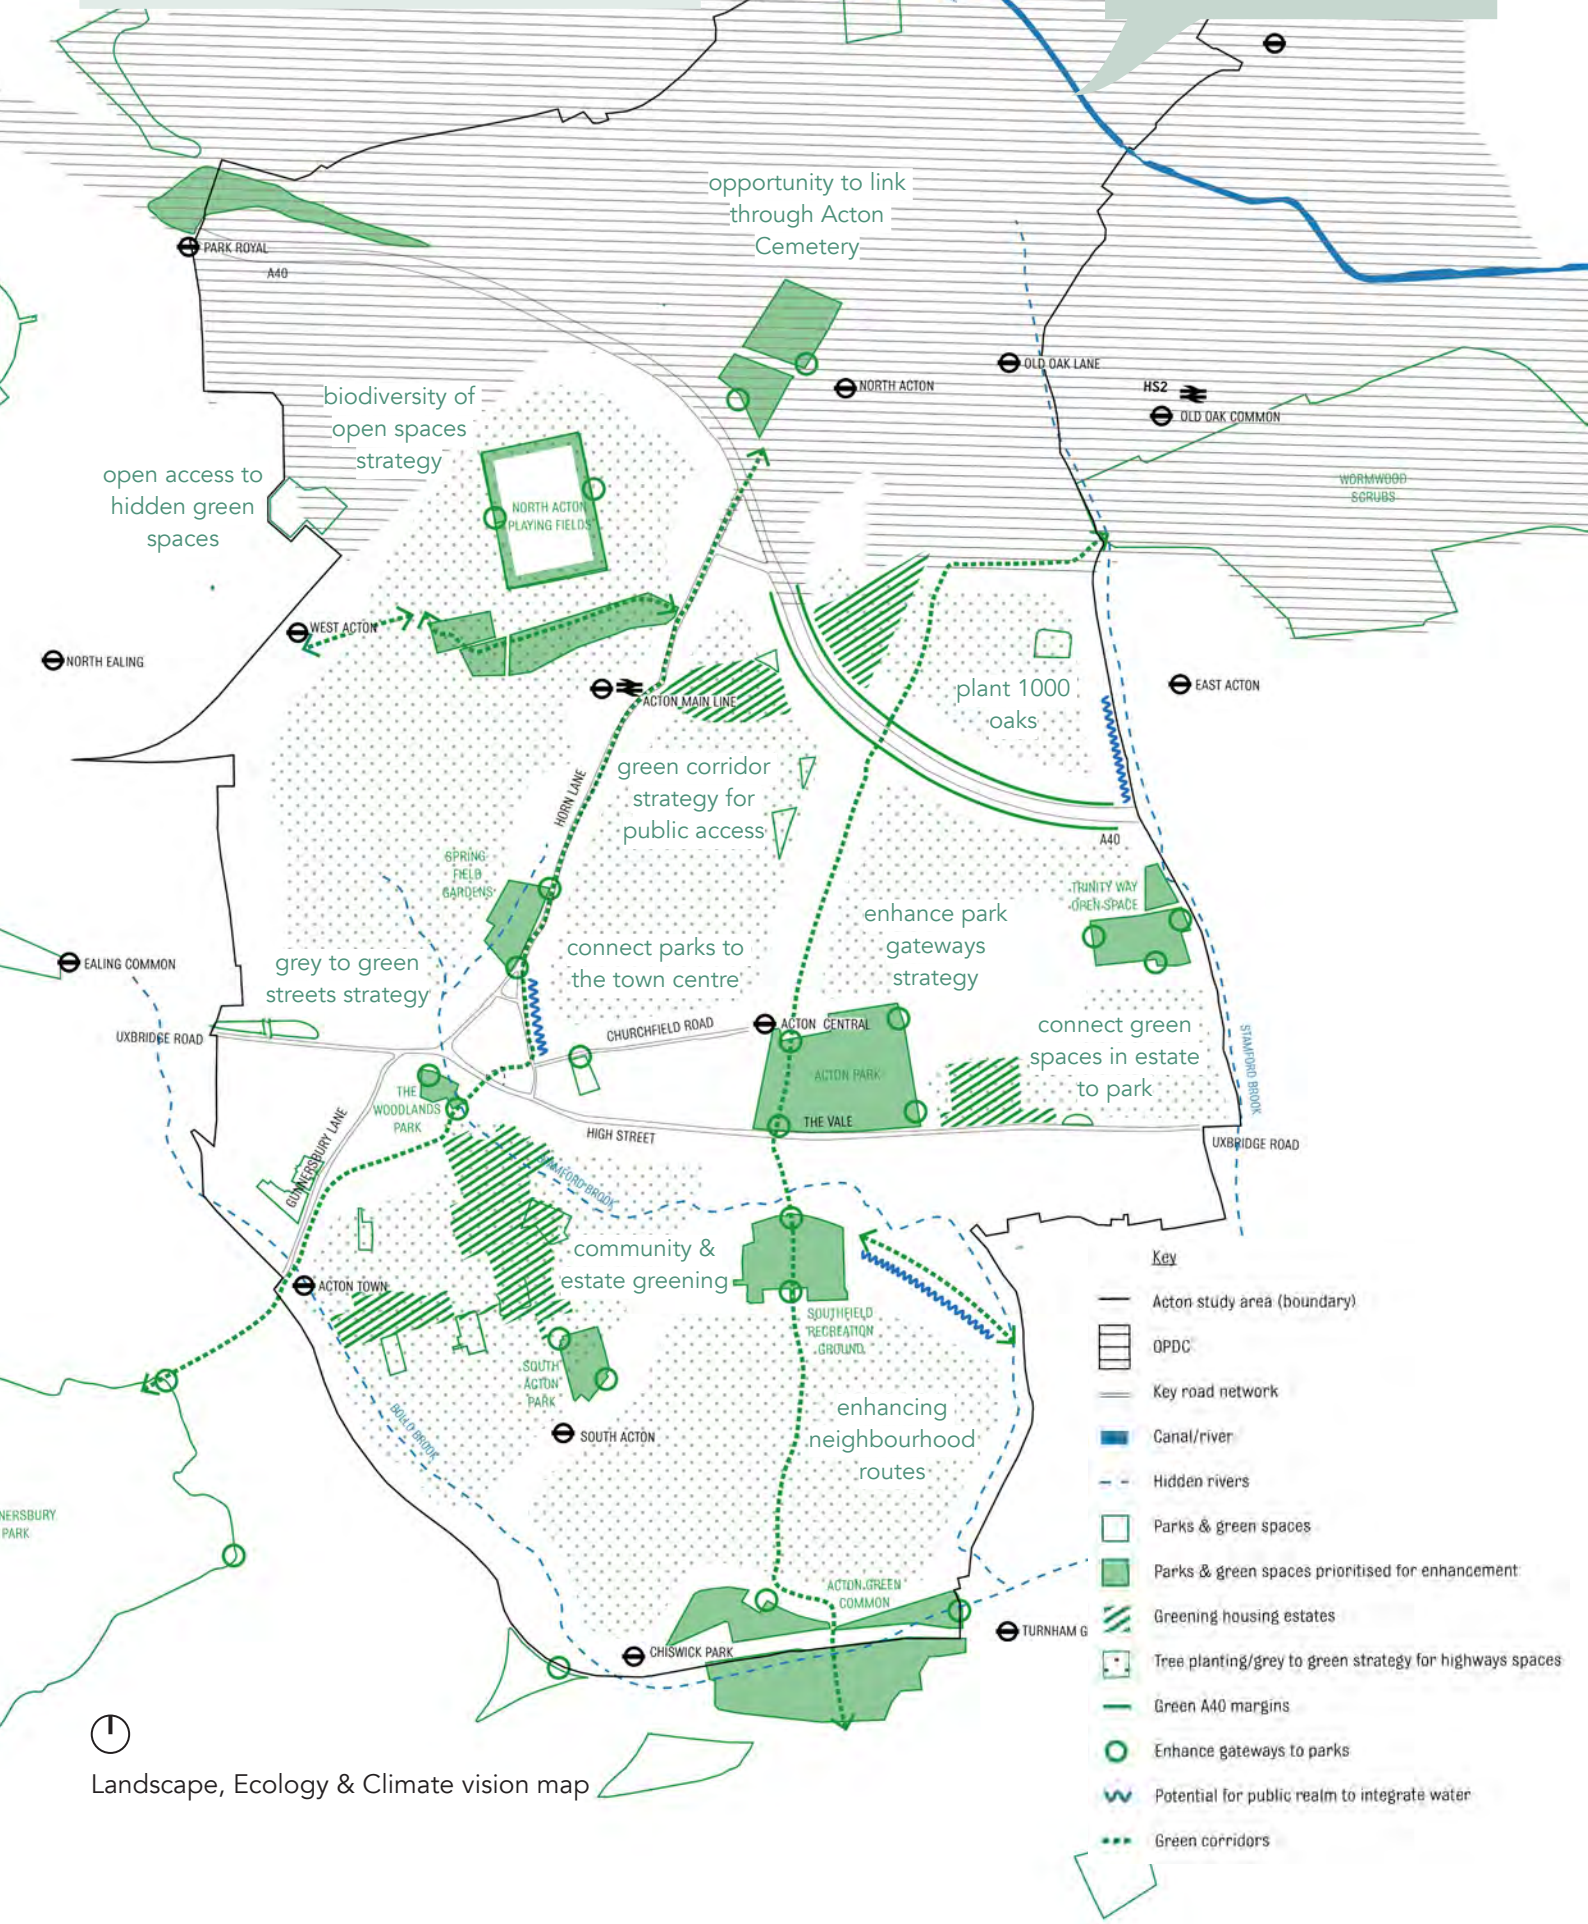 opportunity to link
through Acton
Cemetery
PARK ROYAL
A40
OLD OAK LANE
NORTH ACTON
HS2
OLD OAK COMMON
biodiversity of
open spaces
strategy
open access to
hidden green
spaces
WORMWOOD
SCRUBS
NORTH ACTON
PLAYING FIELDS
WEST ACTON
NORTH EALING
EAST ACTON
ACTON MAIN LINE
plant 1000
oaks
green corridor
strategy for
public access
HORN LANE
A40
SPRING
FIELD
GARDENS
TRINITY WAY
OPEN SPACE
enhance park
gateways
strategy
connect parks to
the town centre
grey to green
streets strategy
EALING COMMON
UXBRIDGE ROAD
CHURCHFIELD ROAD
ACTON CENTRAL
connect green
spaces in estate
to park
STAMFORD BROOK
ACTON PARK
THE
WOODLANDS
PARK
THE VALE
HIGH STREET
UXBRIDGE ROAD
GUNNERSBURY LANE
STAMFORD BROOK
community &
estate greening
ACTON TOWN
SOUTHFIELD
RECREATION
GROUND
SOUTH
ACTON
PARK
BOLLO BROOK
SOUTH ACTON
enhancing
neighbourhood
routes
NERSBURY
PARK
ACTON GREEN
COMMON
TURNHAM G
CHISWICK PARK
Key
Acton study area (boundary)
OPDC
Key road network
Canal/river
Hidden rivers
Parks & green spaces
Parks & green spaces prioritised for enhancement
Greening housing estates
Tree planting/grey to green strategy for highways spaces
Green A40 margins
Enhance gateways to parks
Potential for public realm to integrate water
Green corridors
Landscape, Ecology & Climate vision map